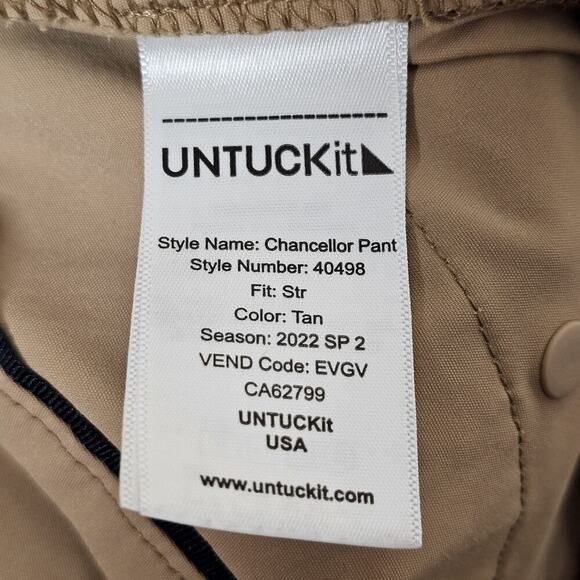 UNTUCKit
Style Name: Chancellor Pant
Style Number: 40498
Fit: Str
Color: Tan
Season: 2022 SP 2
VEND Code: EVGV
CA62799
UNTUCKit
USA
www.untuckit.com